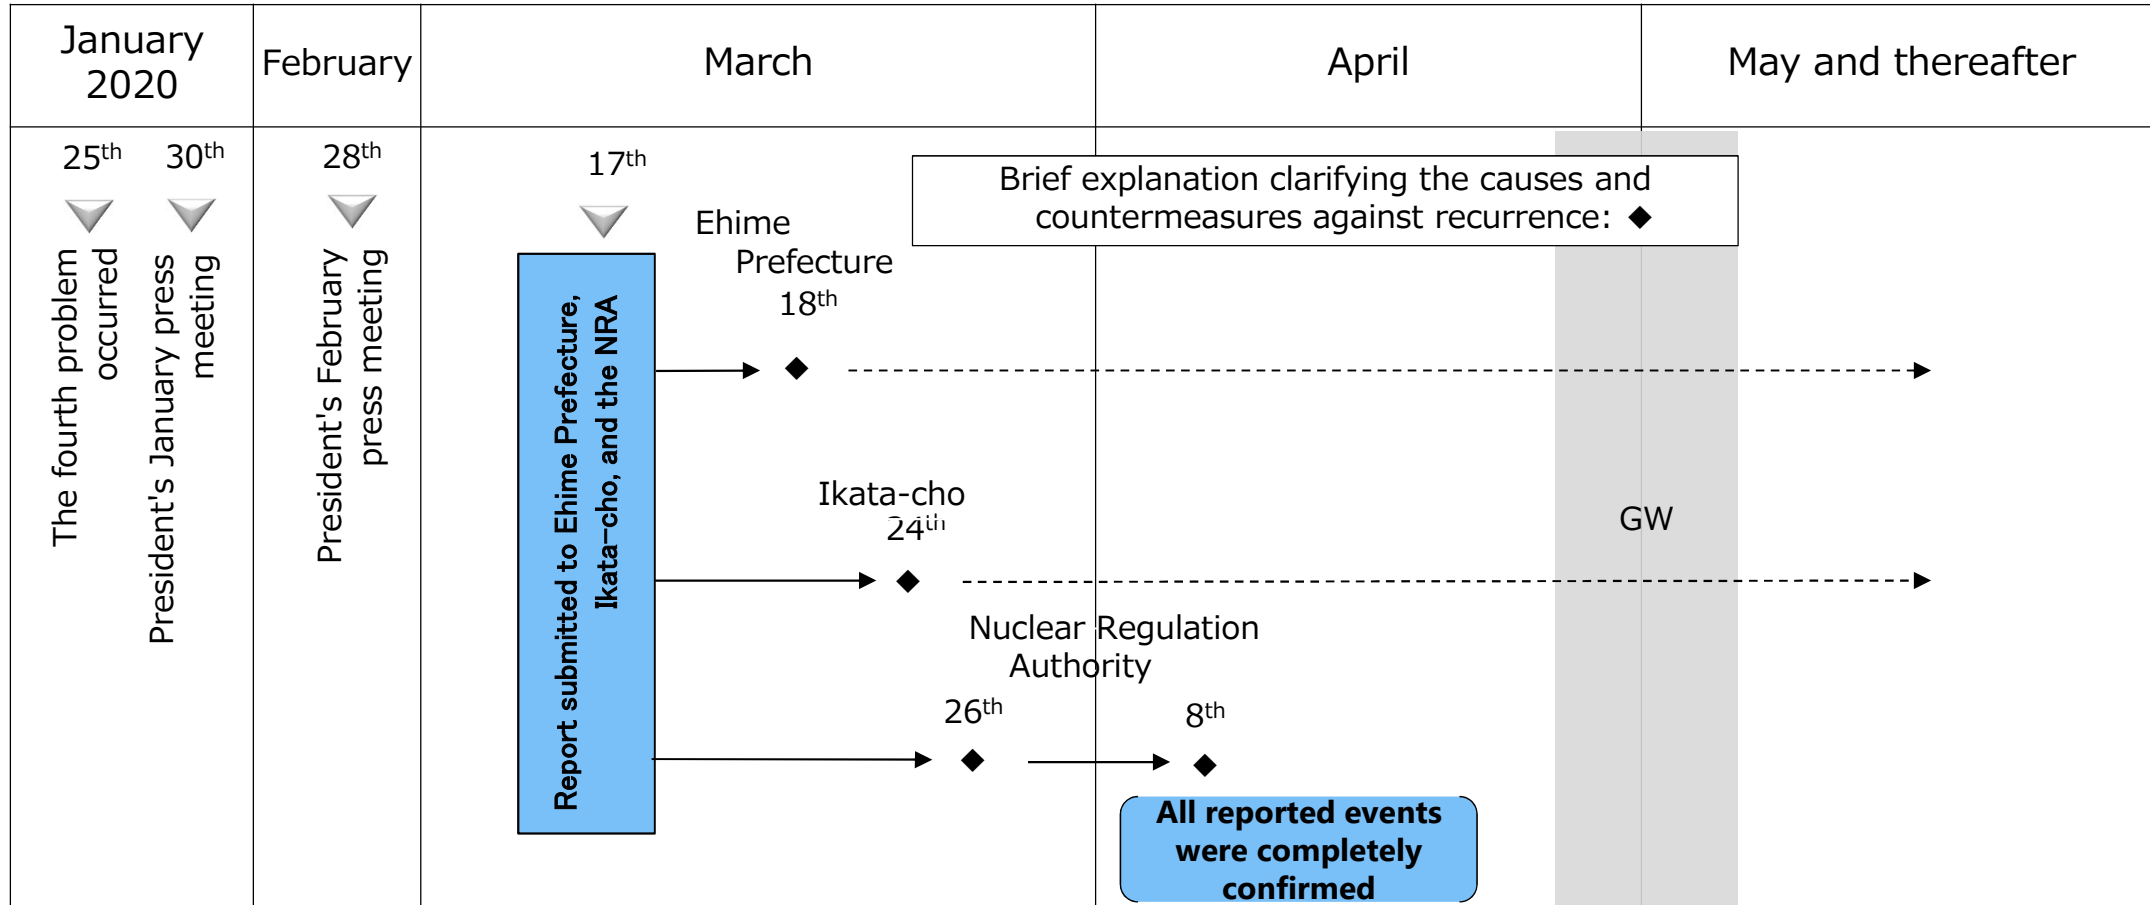 January
2020
February
March
April
May and thereafter
25th
30th
28th
17th
The fourth problem
occurred
President's January press
meeting
President's February
press meeting
Report submitted to Ehime Prefecture,
Ikata-cho, and the NRA
Brief explanation clarifying the causes and
countermeasures against recurrence: ◆
Ehime
Prefecture
18th
Ikata-cho
24th
GW
Nuclear Regulation
Authority
26th
8th
All reported events
were completely
confirmed